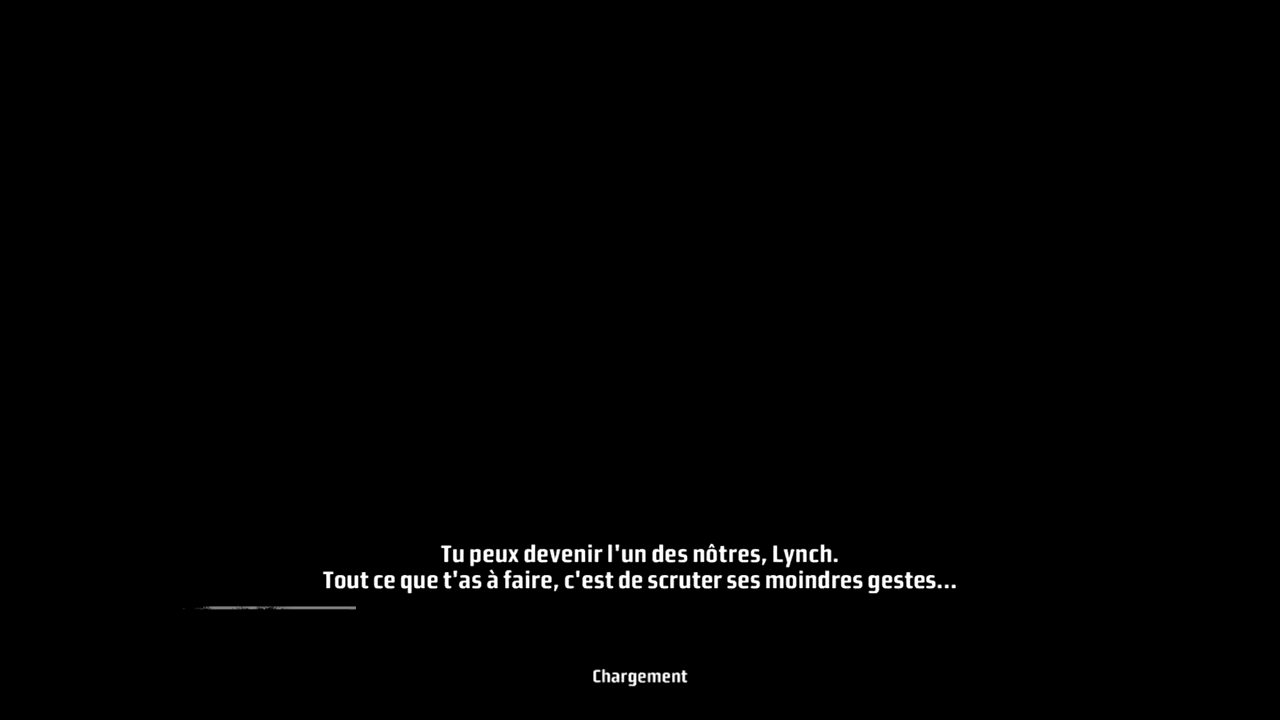 Tu peux devenir l'un des nôtres, Lynch.
Tout ce que t'as à faire, c'est de scruter ses moindres gestes...
Chargement